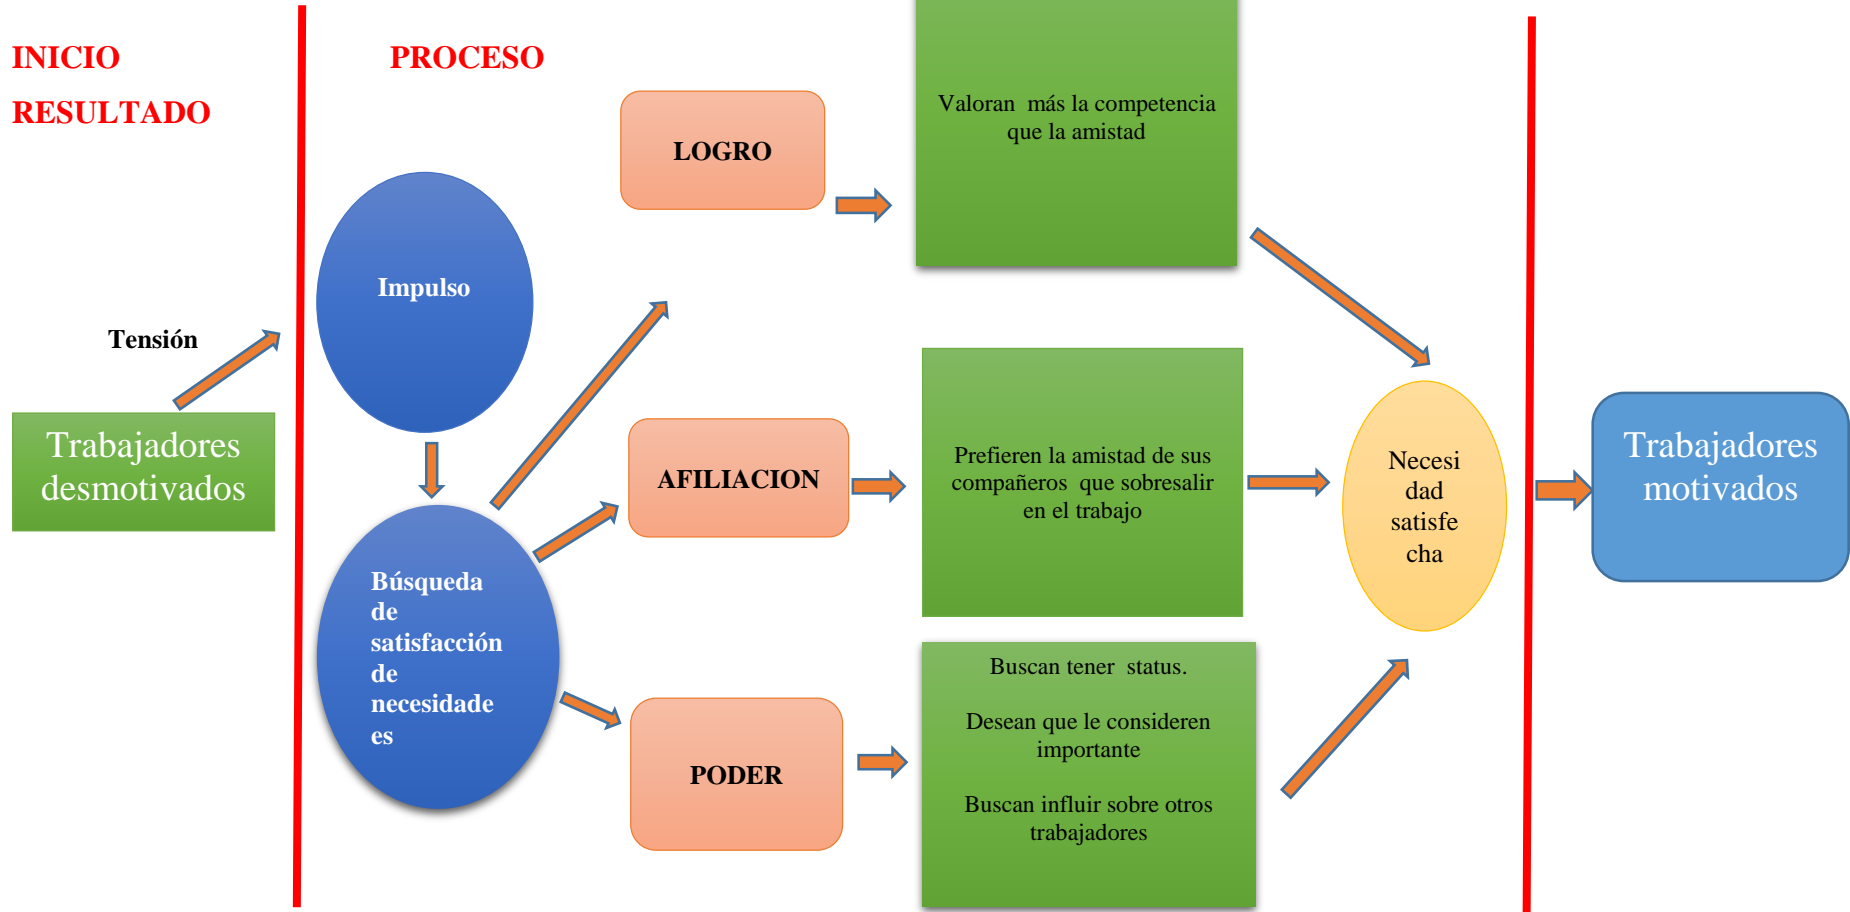 INICIO
PROCESO
RESULTADO
Tensión
Trabajadores
desmotivados
Impulso
Búsqueda
de
satisfacción
de
necesidade
es
LOGRO
Valoran  más la competencia
que la amistad
AFILIACION
Prefieren la amistad de sus
compañeros  que sobresalir
en el trabajo
PODER
Buscan tener  status.
Desean que le consideren
importante
Buscan influir sobre otros
trabajadores
Necesi
dad
satisfe
cha
Trabajadores
motivados